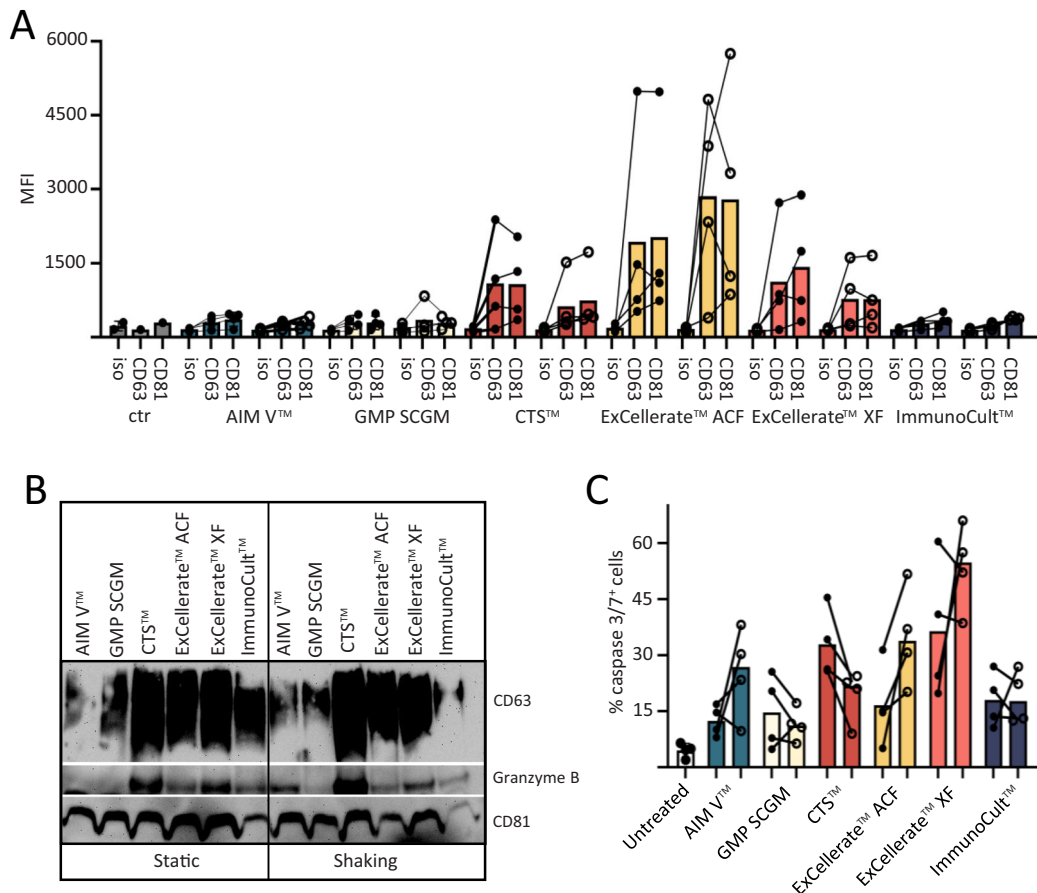 A
6000
4500
3000
1500
MFI
iso
CD63
CD81
iso
CD63
CD81
iso
CD63
CD81
iso
CD63
CD81
iso
CD63
CD81
iso
CD63
CD81
iso
CD63
CD81
iso
CD63
CD81
iso
CD63
CD81
iso
CD63
CD81
iso
CD63
CD81
iso
CD63
CD81
iso
CD63
CD81
ctr
AIM V™
GMP SCGM
CTS™
ExCellerate™ ACF
ExCellerate™ XF
ImmunoCult™
B
AIM V™
GMP SCGM
CTS™
ExCellerate™ ACF
ExCellerate™ XF
ImmunoCult™
AIM V™
GMP SCGM
CTS™
ExCellerate™ ACF
ExCellerate™ XF
ImmunoCult™
CD63
Granzyme B
CD81
Static
Shaking
C
% caspase 3/7⁺ cells
60
45
30
15
Untreated
AIM V™
GMP SCGM
CTS™
ExCellerate™ ACF
ExCellerate™ XF
ImmunoCult™